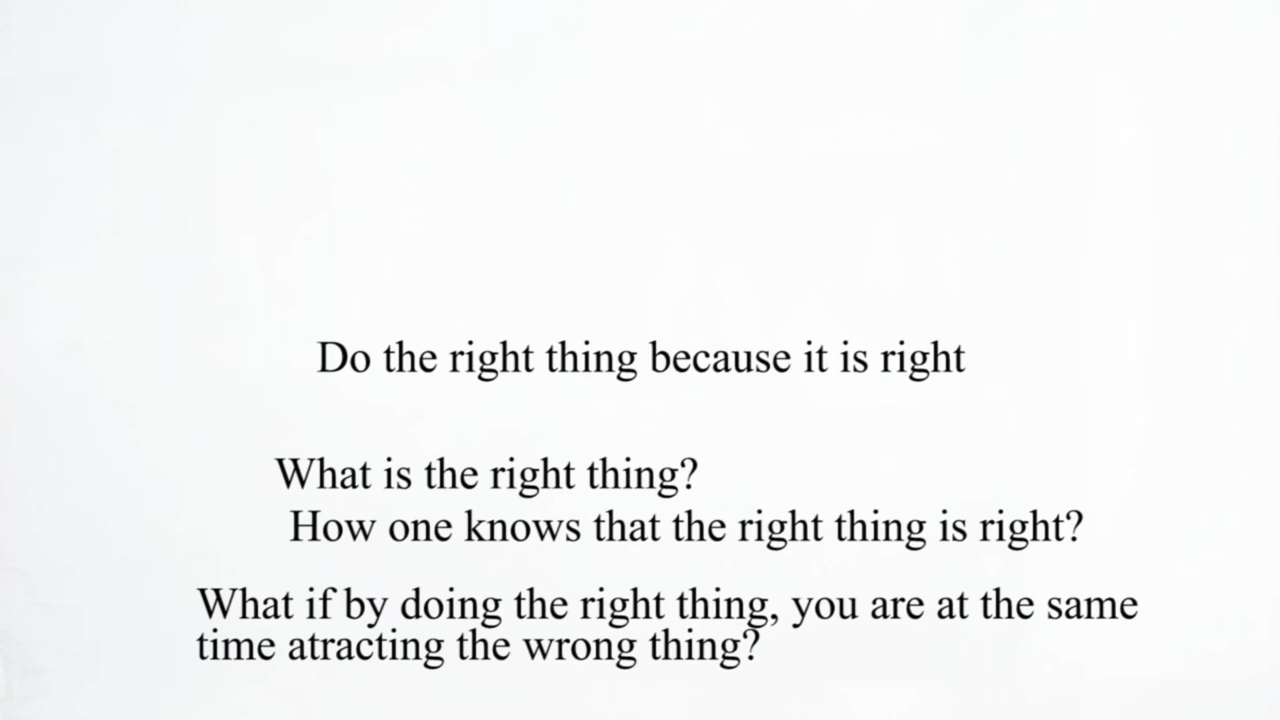 Do the right thing because it is right
What is the right thing?
How one knows that the right thing is right?
What if by doing the right thing, you are at the same
time atracting the wrong thing?